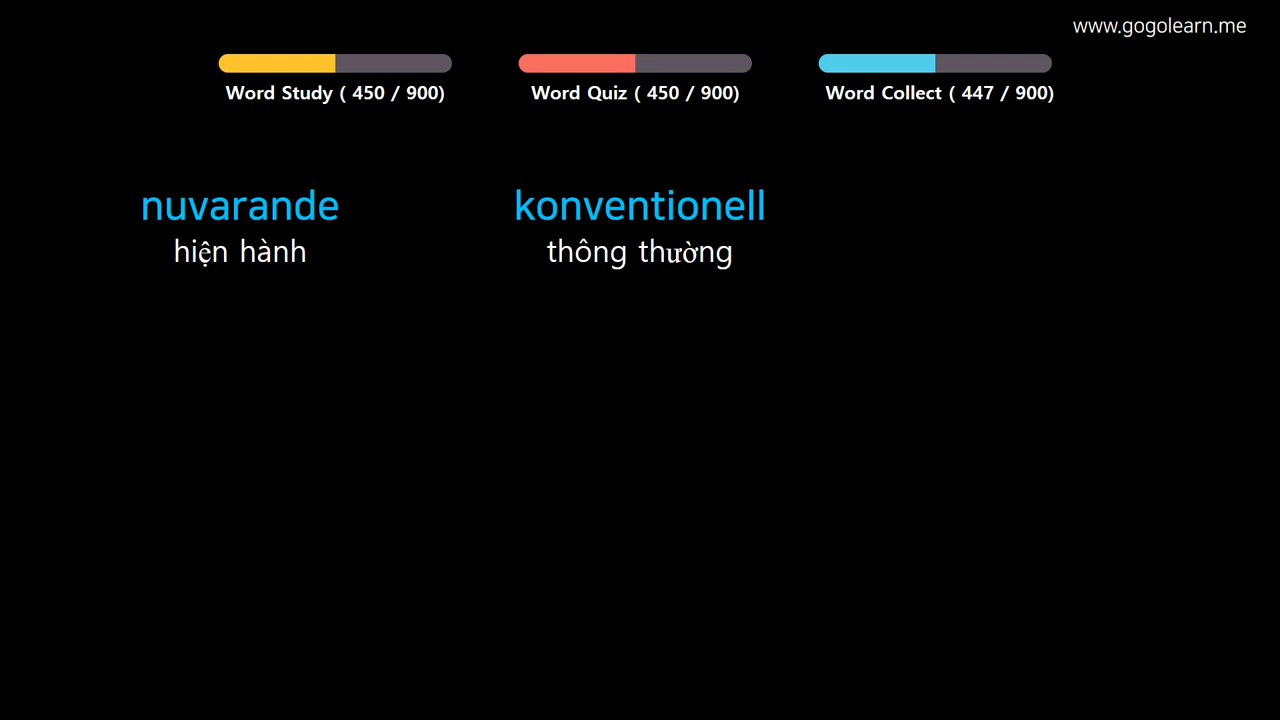 www.gogolearn.me
Word Study ( 450 / 900) Word Quiz ( 450 / 900) Word Collect ( 447 / 900)
nuvarande konventionell
hiện hành thông thường